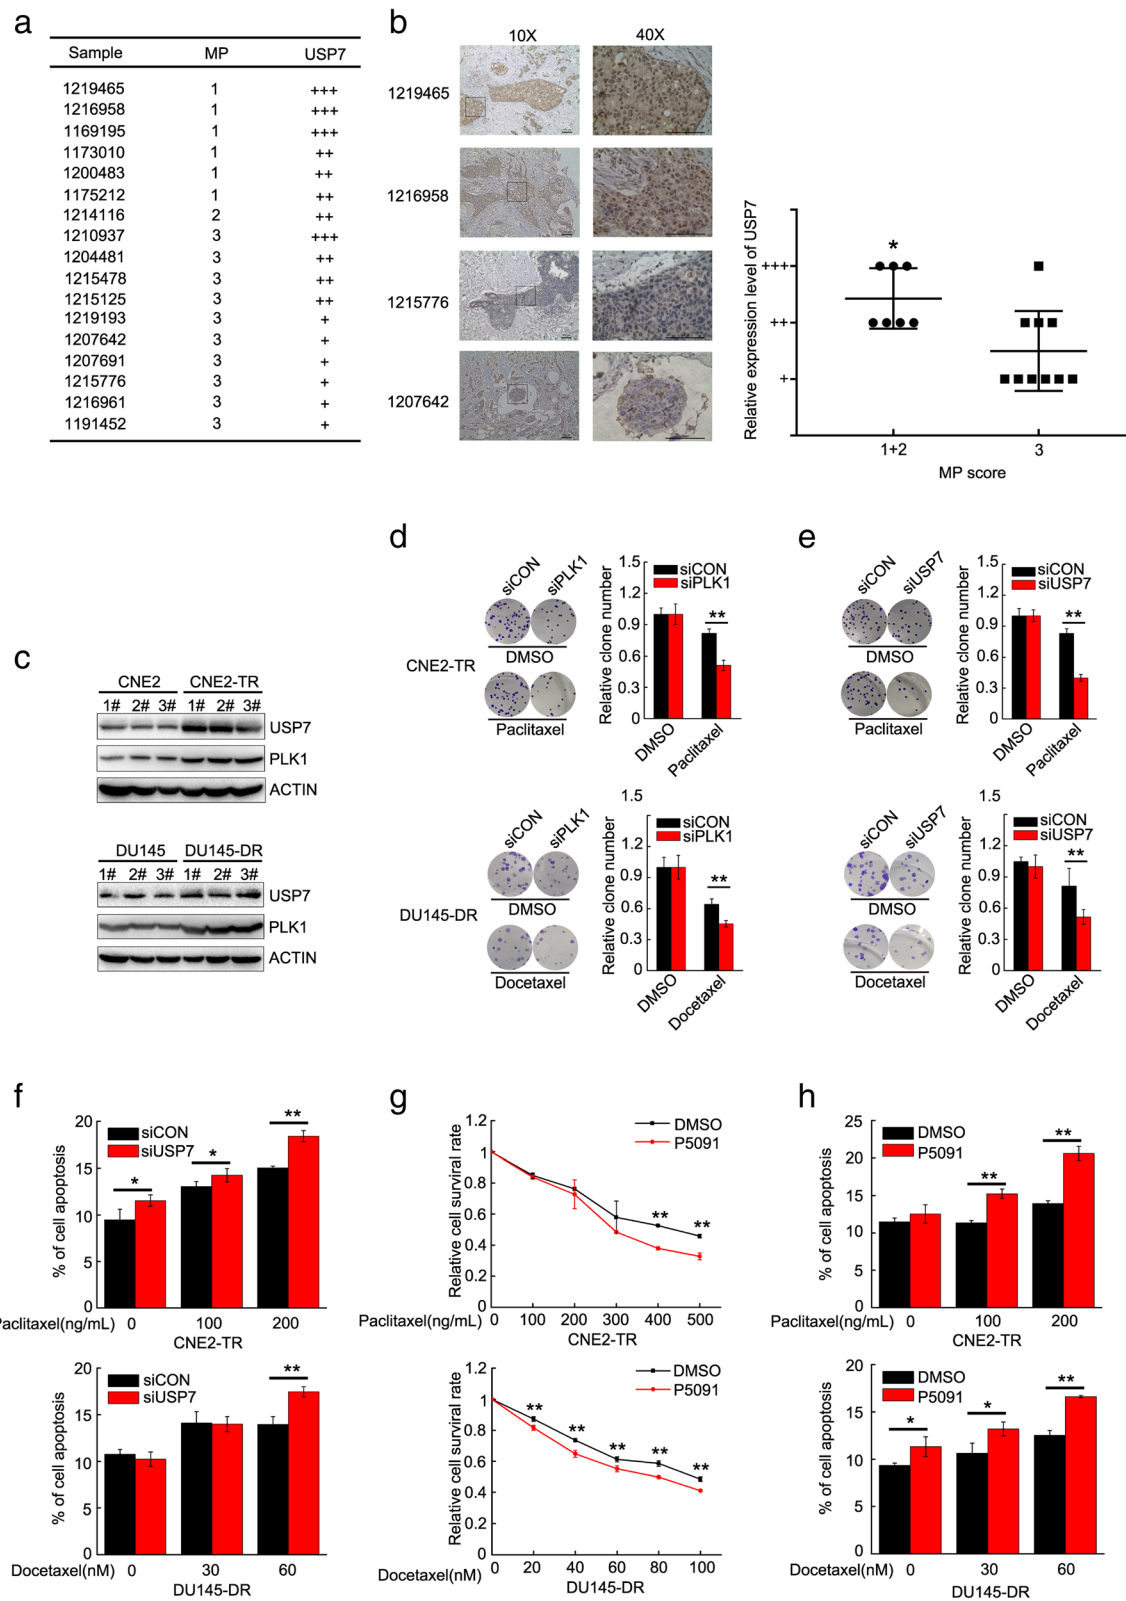 a
Sample MP USP7
1219465 1 +++
1216958 1 +++
1169195 1 +++
1173010 1 ++
1200483 1 ++
1175212 1 ++
1214116 2 ++
1210937 3 +++
1204481 3 ++
1215478 3 ++
1215125 3 ++
1219193 3 +
1207642 3 +
1207691 3 +
1215776 3 +
1216961 3 +
1191452 3 +
b
10X 40X
1219465
1216958
1215776
1207642
Relative expression level of USP7
+++
++
+
*
1+2 3
MP score
c
CNE2 CNE2-TR
1# 2# 3# 1# 2# 3#
USP7
PLK1
ACTIN
DU145 DU145-DR
1# 2# 3# 1# 2# 3#
USP7
PLK1
ACTIN
d
CNE2-TR
siCON siPLK1
DMSO
Paclitaxel
Relative clone number
1.5
1.2
0.9
0.6
0.3
0
siCON
siPLK1
**
DMSO Paclitaxel
DU145-DR
siCON siPLK1
DMSO
Docetaxel
Relative clone number
1.5
1.2
0.9
0.6
0.3
0
siCON
siPLK1
**
DMSO Docetaxel
e
siCON siUSP7
DMSO
Paclitaxel
Relative clone number
1.5
1.2
0.9
0.6
0.3
0
siCON
siUSP7
**
DMSO Paclitaxel
siCON siUSP7
DMSO
Docetaxel
Relative clone number
1.5
1.2
0.9
0.6
0.3
0
siCON
siUSP7
**
DMSO Docetaxel
f
% of cell apoptosis
20
15
10
5
0
siCON
siUSP7
* * **
Paclitaxel(ng/mL) 0 100 200
CNE2-TR
% of cell apoptosis
20
15
10
5
0
siCON
siUSP7
**
Docetaxel(nM) 0 30 60
DU145-DR
g
Relative cell surviral rate
1.2
1
0.8
0.6
0.4
0.2
0
DMSO
P5091
** **
Paclitaxel(ng/mL) 0 100 200 300 400 500
CNE2-TR
Relative cell surviral rate
1.2
1
0.8
0.6
0.4
0.2
0
DMSO
P5091
** ** ** ** **
Docetaxel(nM) 0 20 40 60 80 100
DU145-DR
h
% of cell apoptosis
25
20
15
10
5
0
DMSO
P5091
** **
Paclitaxel(ng/mL) 0 100 200
CNE2-TR
% of cell apoptosis
20
15
10
5
0
DMSO
P5091
* * **
Docetaxel(nM) 0 30 60
DU145-DR